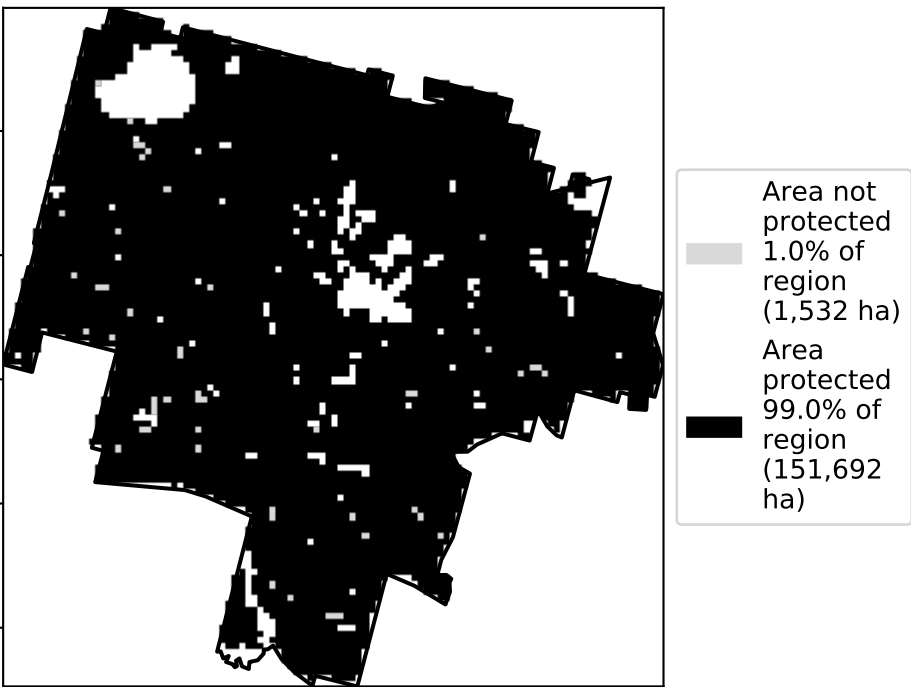 Area not
protected
1.0% of
region
(1,532 ha)
Area
protected
99.0% of
region
(151,692
ha)